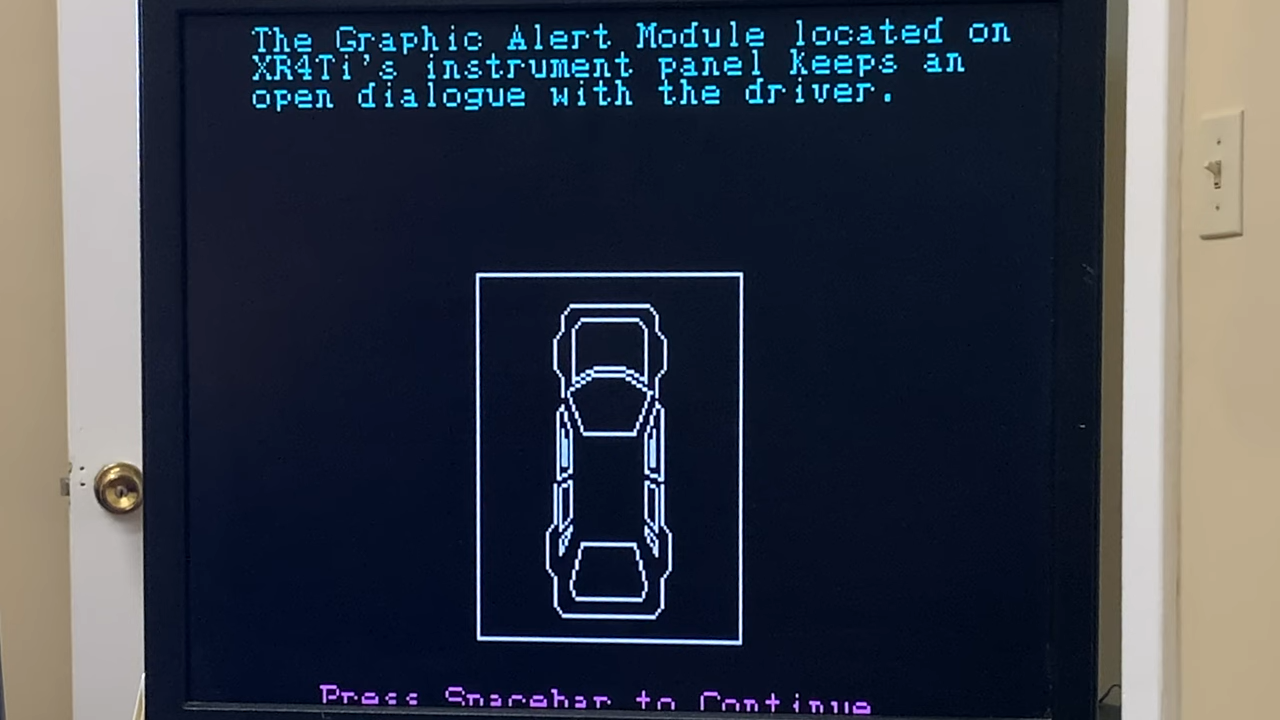 The Graphic Alert Module located on
XR4Ti's instrument panel keeps an
open dialogue with the driver.
Press Spacebar to Continue